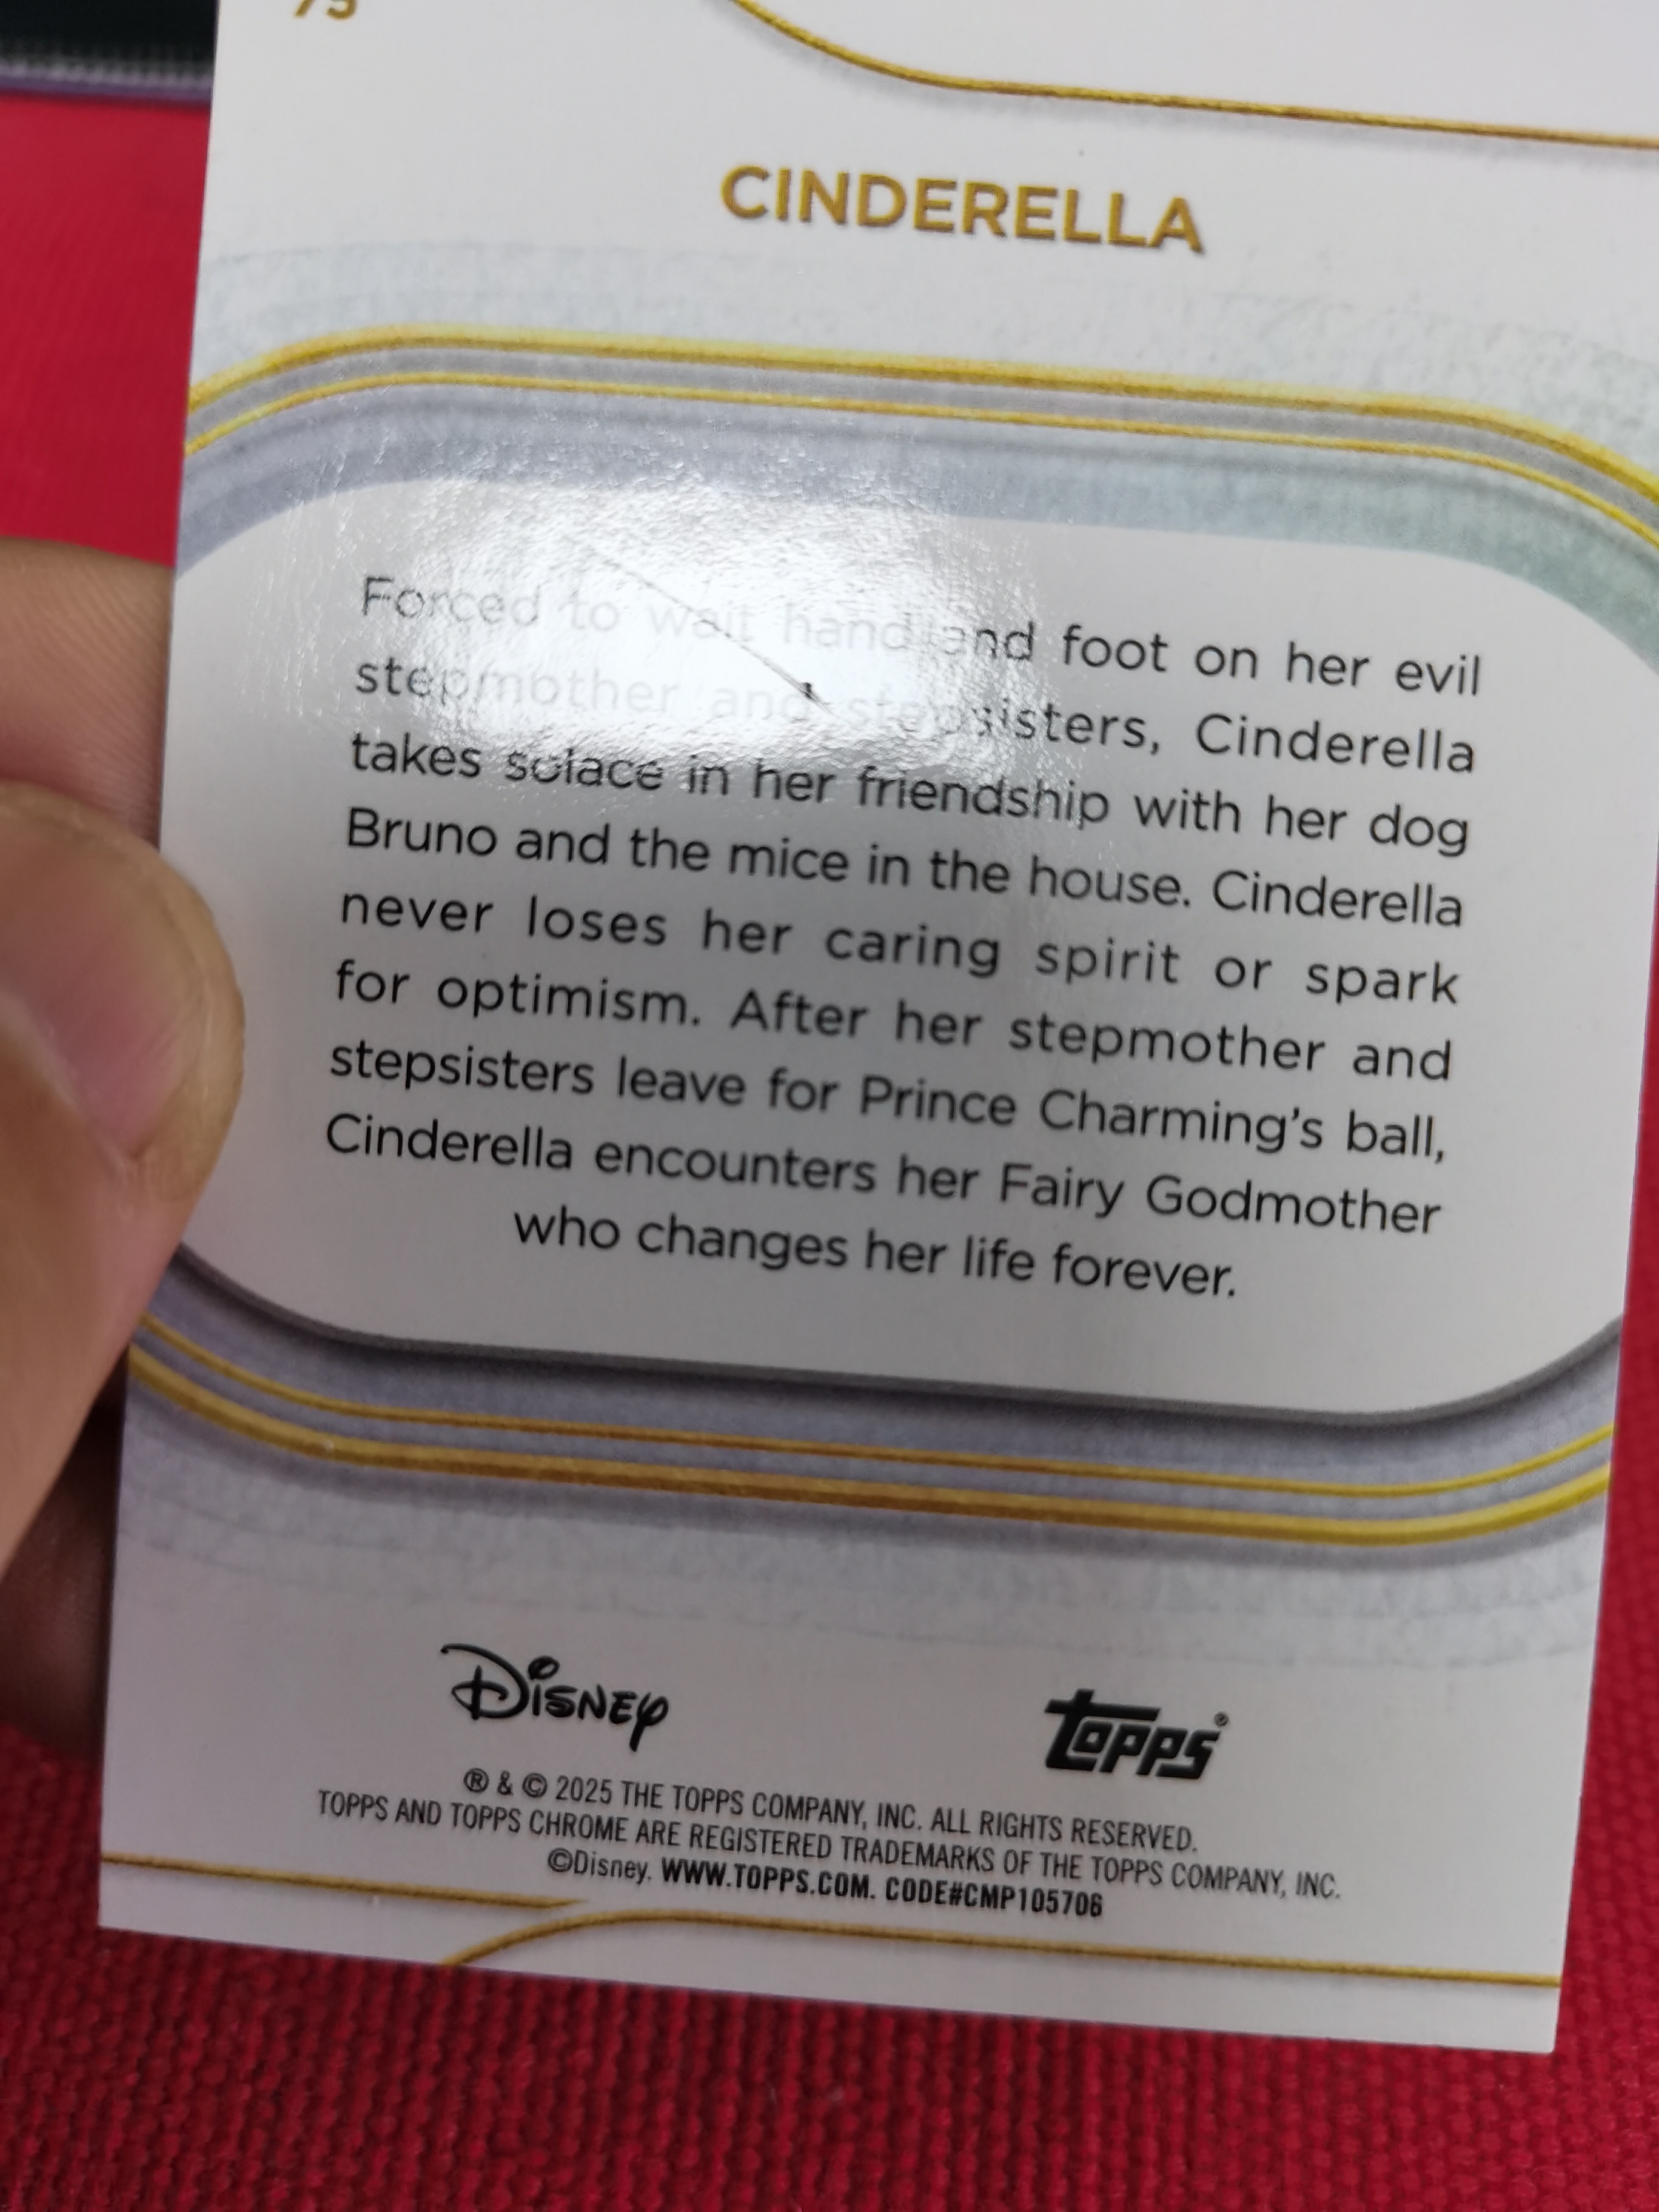 75
CINDERELLA
Forced to wait hand and foot on her evil
stepmother and stepsisters, Cinderella
takes solace in her friendship with her dog
Bruno and the mice in the house. Cinderella
never loses her caring spirit or spark
for optimism. After her stepmother and
stepsisters leave for Prince Charming's ball,
Cinderella encounters her Fairy Godmother
who changes her life forever.
Disney topps®
® & © 2025 THE TOPPS COMPANY, INC. ALL RIGHTS RESERVED.
TOPPS AND TOPPS CHROME ARE REGISTERED TRADEMARKS OF THE TOPPS COMPANY, INC.
©Disney. WWW.TOPPS.COM. CODE#CMP105706